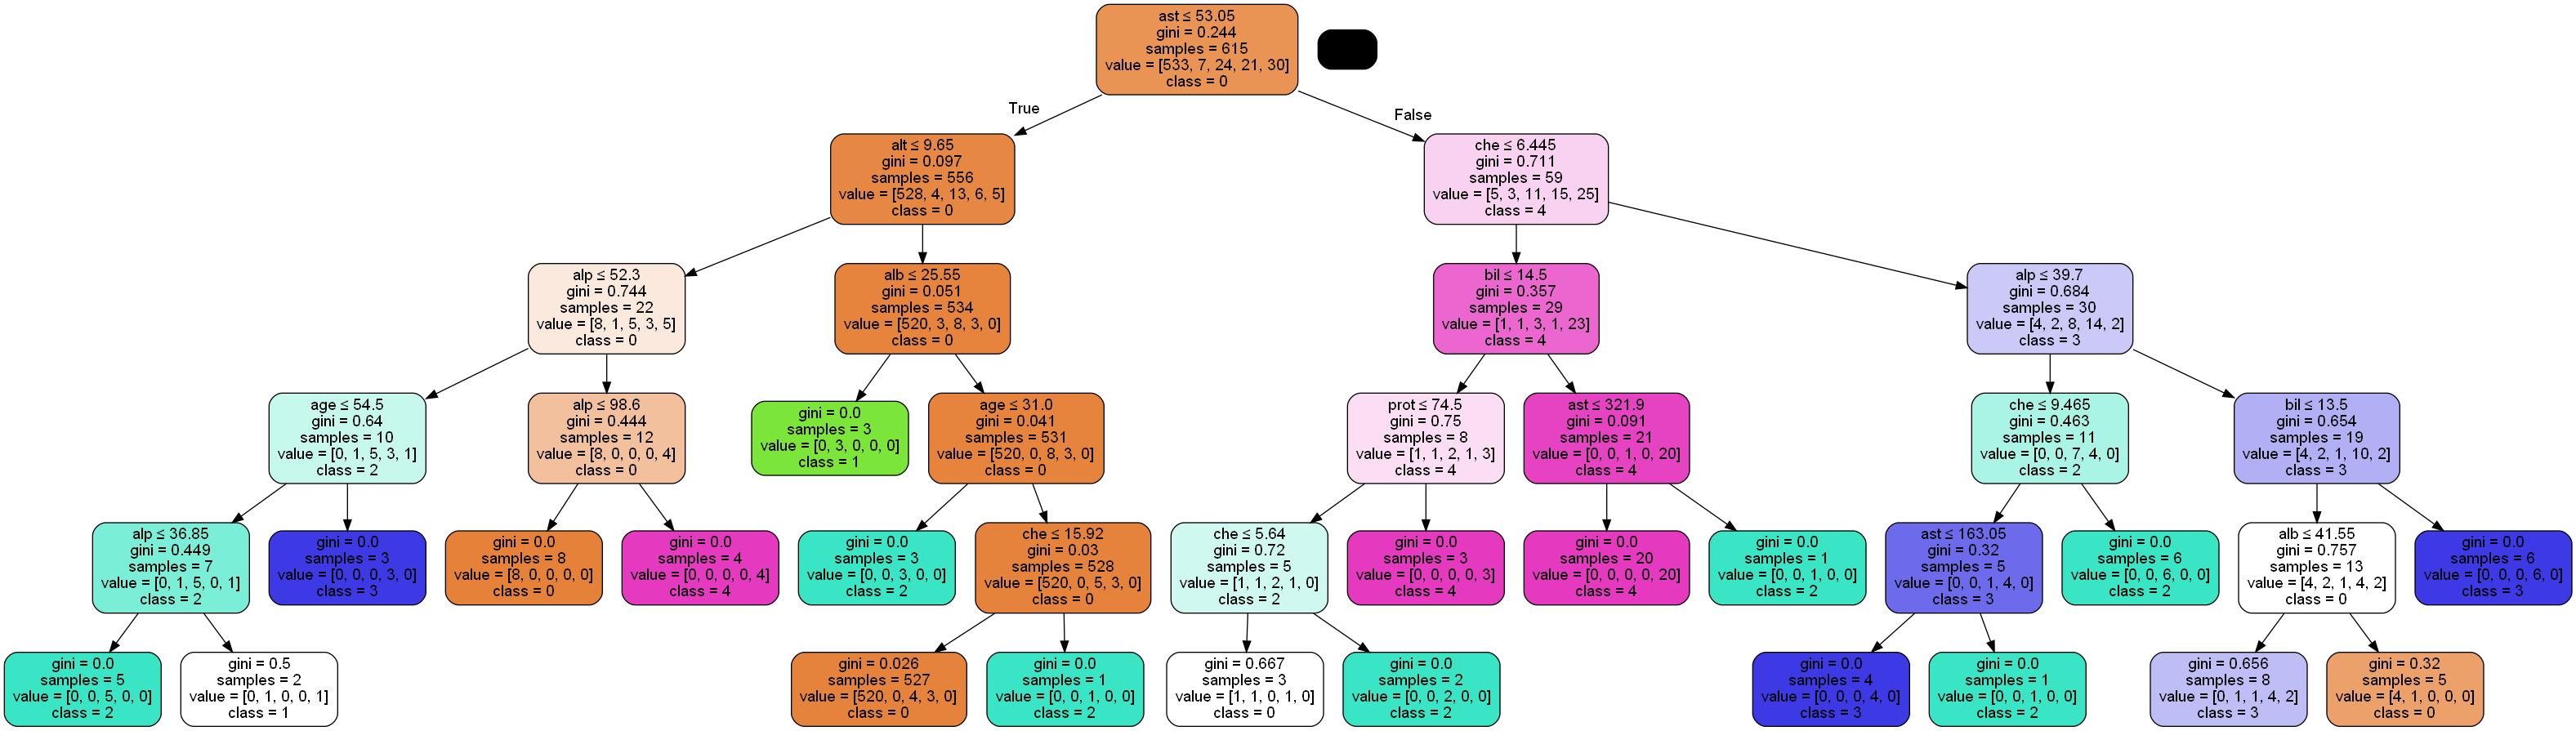 ast ≤ 53.05
gini = 0.244
samples = 615
value = [533, 7, 24, 21, 30]
class = 0
True
False
alt ≤ 9.65
gini = 0.097
samples = 556
value = [528, 4, 13, 6, 5]
class = 0
che ≤ 6.445
gini = 0.711
samples = 59
value = [5, 3, 11, 15, 25]
class = 4
alp ≤ 52.3
gini = 0.744
samples = 22
value = [8, 1, 5, 3, 5]
class = 0
alb ≤ 25.55
gini = 0.051
samples = 534
value = [520, 3, 8, 3, 0]
class = 0
bil ≤ 14.5
gini = 0.357
samples = 29
value = [1, 1, 3, 1, 23]
class = 4
alp ≤ 39.7
gini = 0.684
samples = 30
value = [4, 2, 8, 14, 2]
class = 3
age ≤ 54.5
gini = 0.64
samples = 10
value = [0, 1, 5, 3, 1]
class = 2
alp ≤ 98.6
gini = 0.444
samples = 12
value = [8, 0, 0, 0, 4]
class = 0
gini = 0.0
samples = 3
value = [0, 3, 0, 0, 0]
class = 1
age ≤ 31.0
gini = 0.041
samples = 531
value = [520, 0, 8, 3, 0]
class = 0
prot ≤ 74.5
gini = 0.75
samples = 8
value = [1, 1, 2, 1, 3]
class = 4
ast ≤ 321.9
gini = 0.091
samples = 21
value = [0, 0, 1, 0, 20]
class = 4
che ≤ 9.465
gini = 0.463
samples = 11
value = [0, 0, 7, 4, 0]
class = 2
bil ≤ 13.5
gini = 0.654
samples = 19
value = [4, 2, 1, 10, 2]
class = 3
alp ≤ 36.85
gini = 0.449
samples = 7
value = [0, 1, 5, 0, 1]
class = 2
gini = 0.0
samples = 3
value = [0, 0, 0, 3, 0]
class = 3
gini = 0.0
samples = 8
value = [8, 0, 0, 0, 0]
class = 0
gini = 0.0
samples = 4
value = [0, 0, 0, 0, 4]
class = 4
gini = 0.0
samples = 3
value = [0, 0, 3, 0, 0]
class = 2
che ≤ 15.92
gini = 0.03
samples = 528
value = [520, 0, 5, 3, 0]
class = 0
che ≤ 5.64
gini = 0.72
samples = 5
value = [1, 1, 2, 1, 0]
class = 2
gini = 0.0
samples = 3
value = [0, 0, 0, 0, 3]
class = 4
gini = 0.0
samples = 20
value = [0, 0, 0, 0, 20]
class = 4
gini = 0.0
samples = 1
value = [0, 0, 1, 0, 0]
class = 2
ast ≤ 163.05
gini = 0.32
samples = 5
value = [0, 0, 1, 4, 0]
class = 3
gini = 0.0
samples = 6
value = [0, 0, 6, 0, 0]
class = 2
alb ≤ 41.55
gini = 0.757
samples = 13
value = [4, 2, 1, 4, 2]
class = 0
gini = 0.0
samples = 6
value = [0, 0, 0, 6, 0]
class = 3
gini = 0.0
samples = 5
value = [0, 0, 5, 0, 0]
class = 2
gini = 0.5
samples = 2
value = [0, 1, 0, 0, 1]
class = 1
gini = 0.026
samples = 527
value = [520, 0, 4, 3, 0]
class = 0
gini = 0.0
samples = 1
value = [0, 0, 1, 0, 0]
class = 2
gini = 0.667
samples = 3
value = [1, 1, 0, 1, 0]
class = 0
gini = 0.0
samples = 2
value = [0, 0, 2, 0, 0]
class = 2
gini = 0.0
samples = 4
value = [0, 0, 0, 4, 0]
class = 3
gini = 0.0
samples = 1
value = [0, 0, 1, 0, 0]
class = 2
gini = 0.656
samples = 8
value = [0, 1, 1, 4, 2]
class = 3
gini = 0.32
samples = 5
value = [4, 1, 0, 0, 0]
class = 0